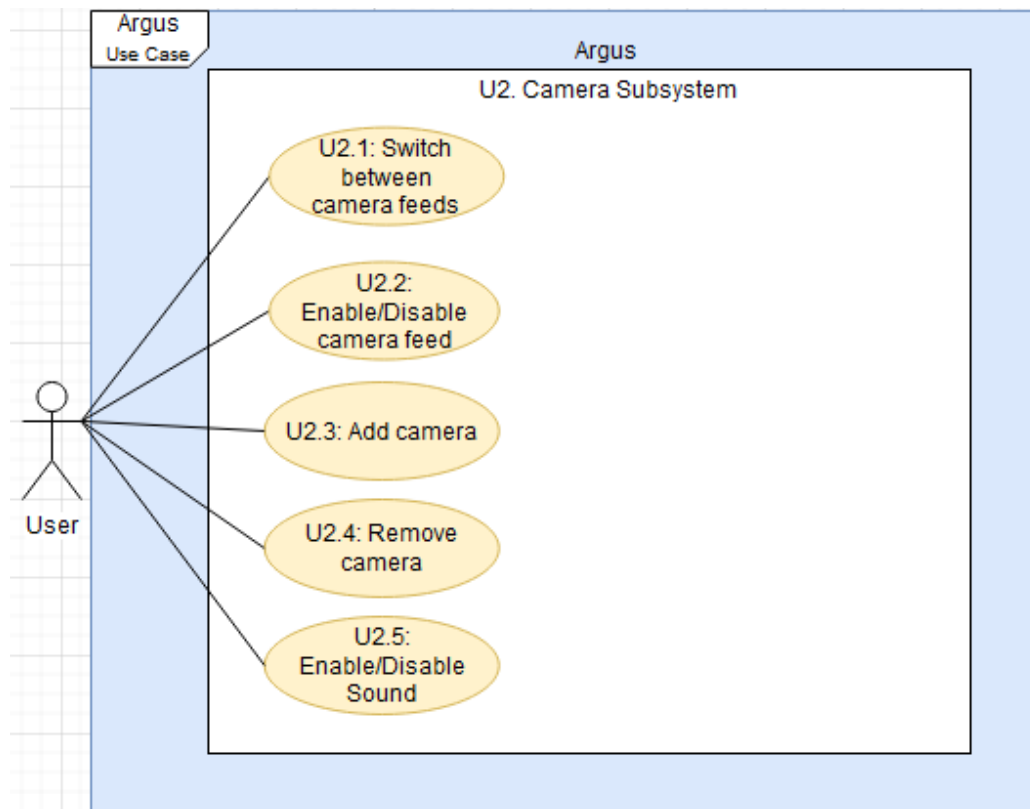 Argus
Use Case
Argus
U2. Camera Subsystem
U2.1: Switch
between
camera feeds
U2.2:
Enable/Disable
camera feed
U2.3: Add camera
U2.4: Remove
camera
U2.5:
Enable/Disable
Sound
User